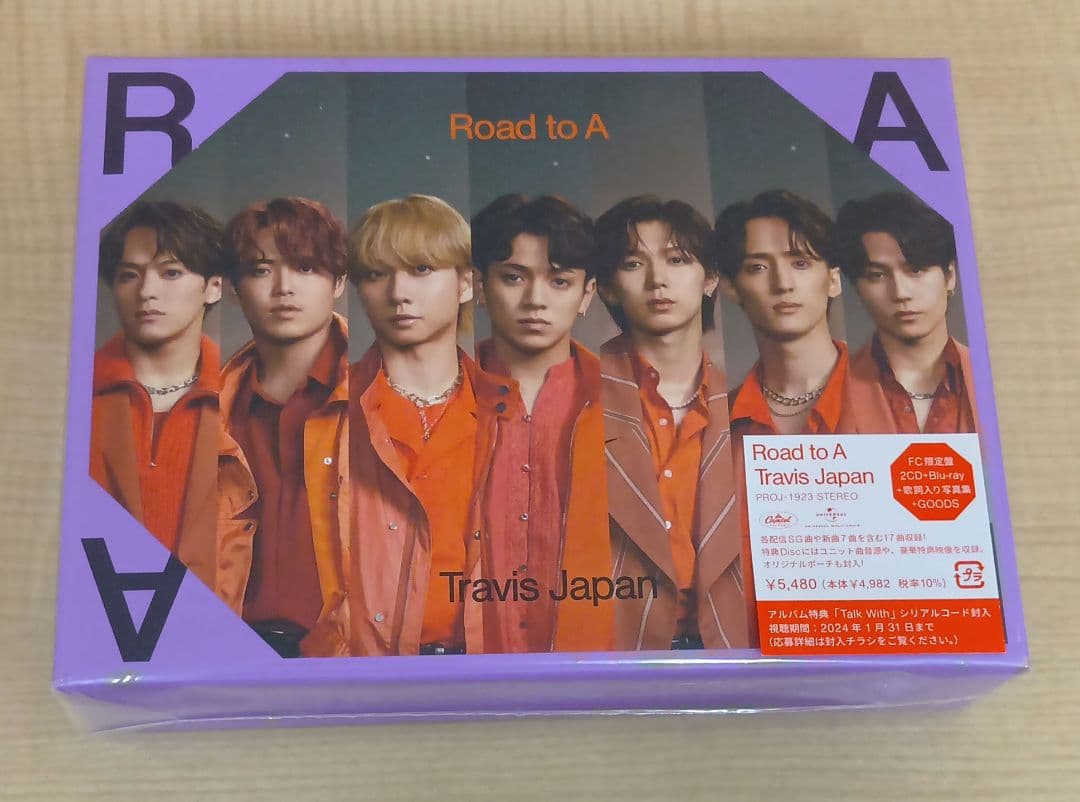 R
A
Road to A
Travis Japan
A
Road to A
Travis Japan
PROJ-1923 STEREO
FC限定盤
2CD+Blu-ray
+歌詞入り写真集
+GOODS
Capitol
UNIVERSAL
UNIVERSAL MUSIC JAPAN
各配信SG曲や新曲7曲を含む17曲収録!
特典Discにはユニット曲音源や、豪華特典映像を収録。
オリジナルポーチも封入!
¥5,480(本体¥4,982 税率10%)
プラ
アルバム特典「Talk With」シリアルコード封入
視聴期間:2024年1月31日まで
(応募詳細は封入チラシをご覧ください。)